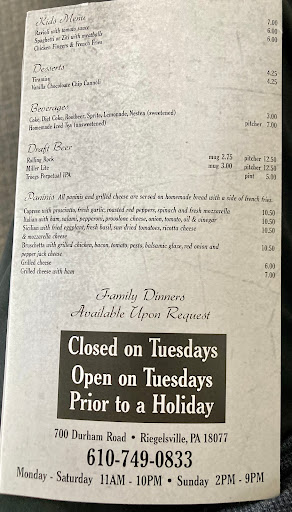 Kids Menu
Ravioli with tomato sauce 7.00
Spaghetti or Ziti with meatballs 6.00
Chicken Fingers & French Fries 6.00
Desserts
Tiramisu 4.25
Vanilla Chocolate Chip Cannoli 4.25
Beverages
Coke, Diet Coke, Rootbeer, Sprite, Lemonade, Nestea (sweetened) 3.00
Homemade Iced Tea (unsweetened) pitcher 7.00
Draft Beer
Rolling Rock mug 2.75 pitcher 12.50
Miller Lite mug 3.00 pitcher 12.50
Troegs Perpetual IPA pint 5.00
Paninis All paninis and grilled cheese are served on homemade bread with a side of french fries.
Caprese with prosciutto, fresh garlic, roasted red peppers, spinach and fresh mozzarella 10.50
Italian with ham, salami, pepperoni, provolone cheese, onion, tomato, oil & vinegar 10.50
Sicilian with fried eggplant, fresh basil, sun dried tomatoes, ricotta cheese 10.50
& mozzarella cheese
Bruschetta with grilled chicken, bacon, tomato, pesto, balsamic glaze, red onion and 10.50
pepper jack cheese
Grilled cheese 6.00
Grilled cheese with ham 7.00
Family Dinners
Available Upon Request
Closed on Tuesdays
Open on Tuesdays
Prior to a Holiday
700 Durham Road • Riegelsville, PA 18077
610-749-0833
Monday - Saturday 11AM - 10PM • Sunday 2PM - 9PM